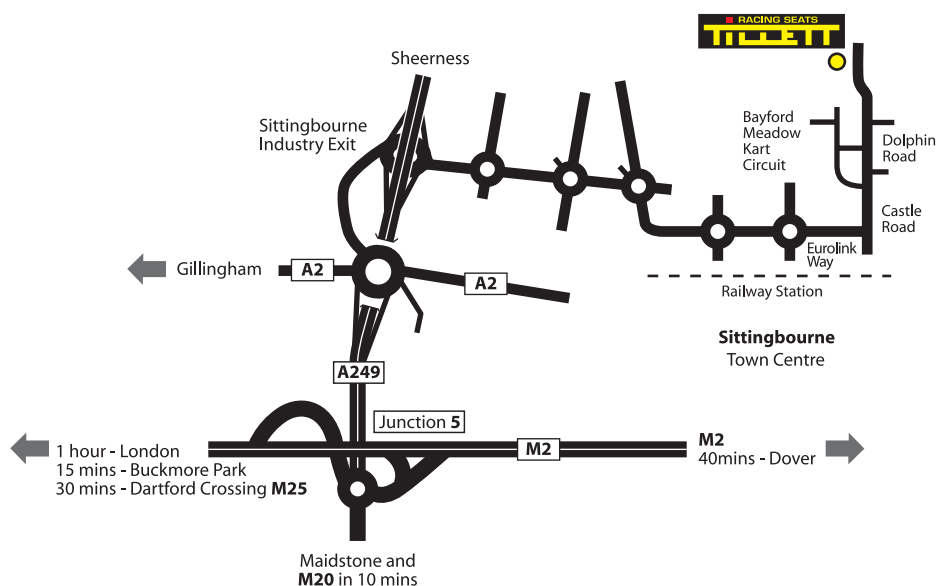 RACING SEATS
TILLETT
Sheerness
Sittingbourne
Industry Exit
Bayford
Meadow
Kart
Circuit
Dolphin
Road
Castle
Road
Eurolink
Way
Gillingham
A2
A2
Railway Station
Sittingbourne
Town Centre
A249
Junction 5
M2
1 hour - London
15 mins - Buckmore Park
30 mins - Dartford Crossing M25
M2
40mins - Dover
Maidstone and
M20 in 10 mins